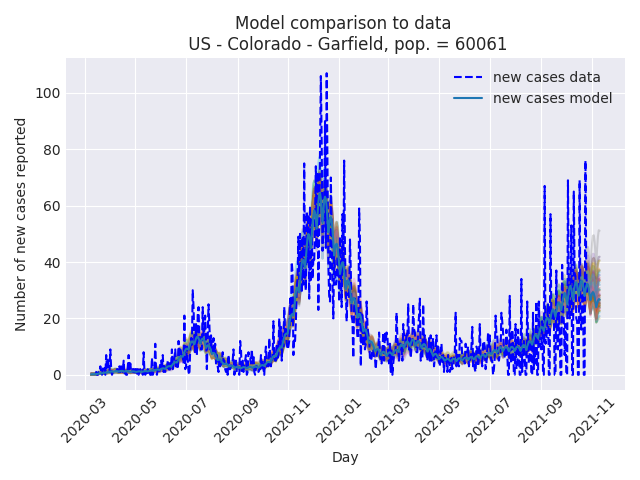 Model comparison to data
US - Colorado - Garfield, pop. = 60061
new cases data
new cases model
Number of new cases reported
100
80
60
40
20
0
2020-03
2020-05
2020-07
2020-09
2020-11
2021-01
2021-03
2021-05
2021-07
2021-09
2021-11
Day